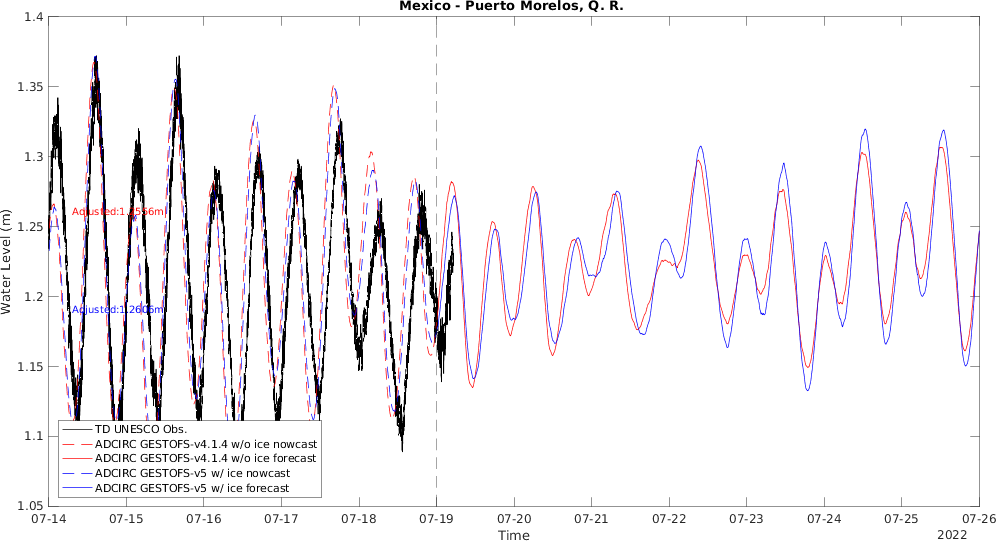 Mexico - Puerto Morelos, Q. R.
1.4
1.35
1.3
1.25
1.2
1.15
1.1
1.05
Water Level (m)
Adjusted:1.2606m
TD UNESCO Obs.
ADCIRC GESTOFS-v4.1.4 w/o ice nowcast
ADCIRC GESTOFS-v4.1.4 w/o ice forecast
ADCIRC GESTOFS-v5 w/ ice nowcast
ADCIRC GESTOFS-v5 w/ ice forecast
07-14 07-15 07-16 07-17 07-18 07-19 07-20 07-21 07-22 07-23 07-24 07-25 07-26
Time
2022